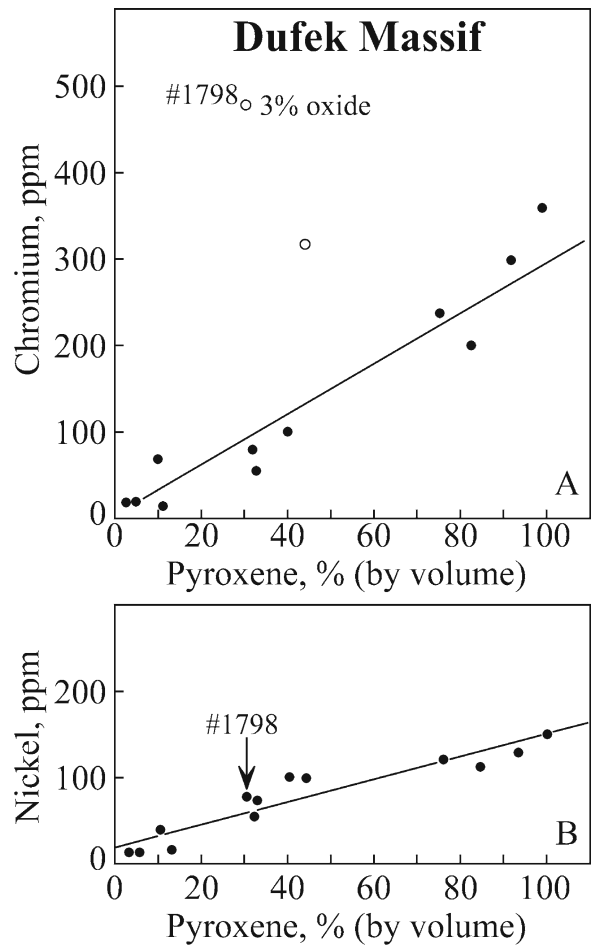 Dufek Massif
#1798
3% oxide
500
400
300
200
100
0
Chromium, ppm
A
0 20 40 60 80 100
Pyroxene, % (by volume)
200
100
0
Nickel, ppm
#1798
B
0 20 40 60 80 100
Pyroxene, % (by volume)